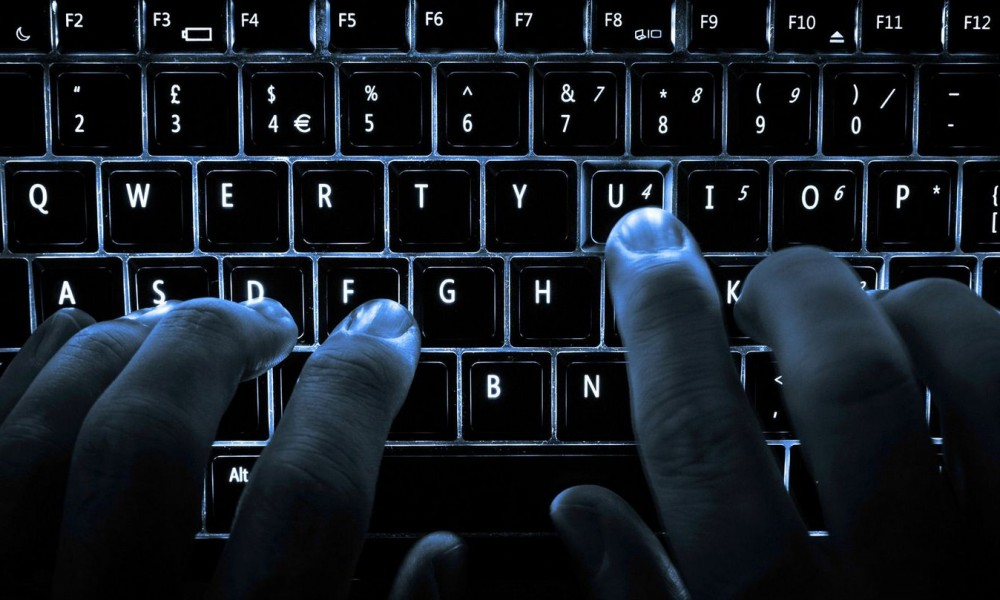 F2 F3 F4 F5 F6 F7 F8 F9 F10 F11 F12
" £ $ % ^ & 7 * 8 ( 9 ) / _
2 3 4 € 5 6 7 8 9 0 -
Q W E R T Y U 4 I 5 O 6 P * {
[
A S D F G H K
B N <
,
Alt